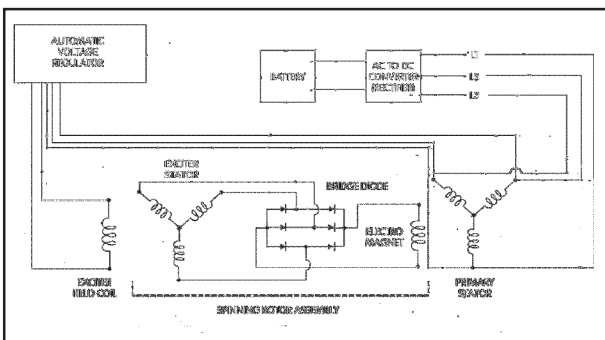 AUTOMATIC
VOLTAGE
REGULATOR
BATTERY
AC TO DC
CONVERTER
(RECTIFIER)
L1
L2
L3
EXCITER
STATOR
BRIDGE DIODE
ELECTRO
MAGNET
EXCITER
FIELD COIL
PRIMARY
STATOR
SPINNING ROTOR ASSEMBLY